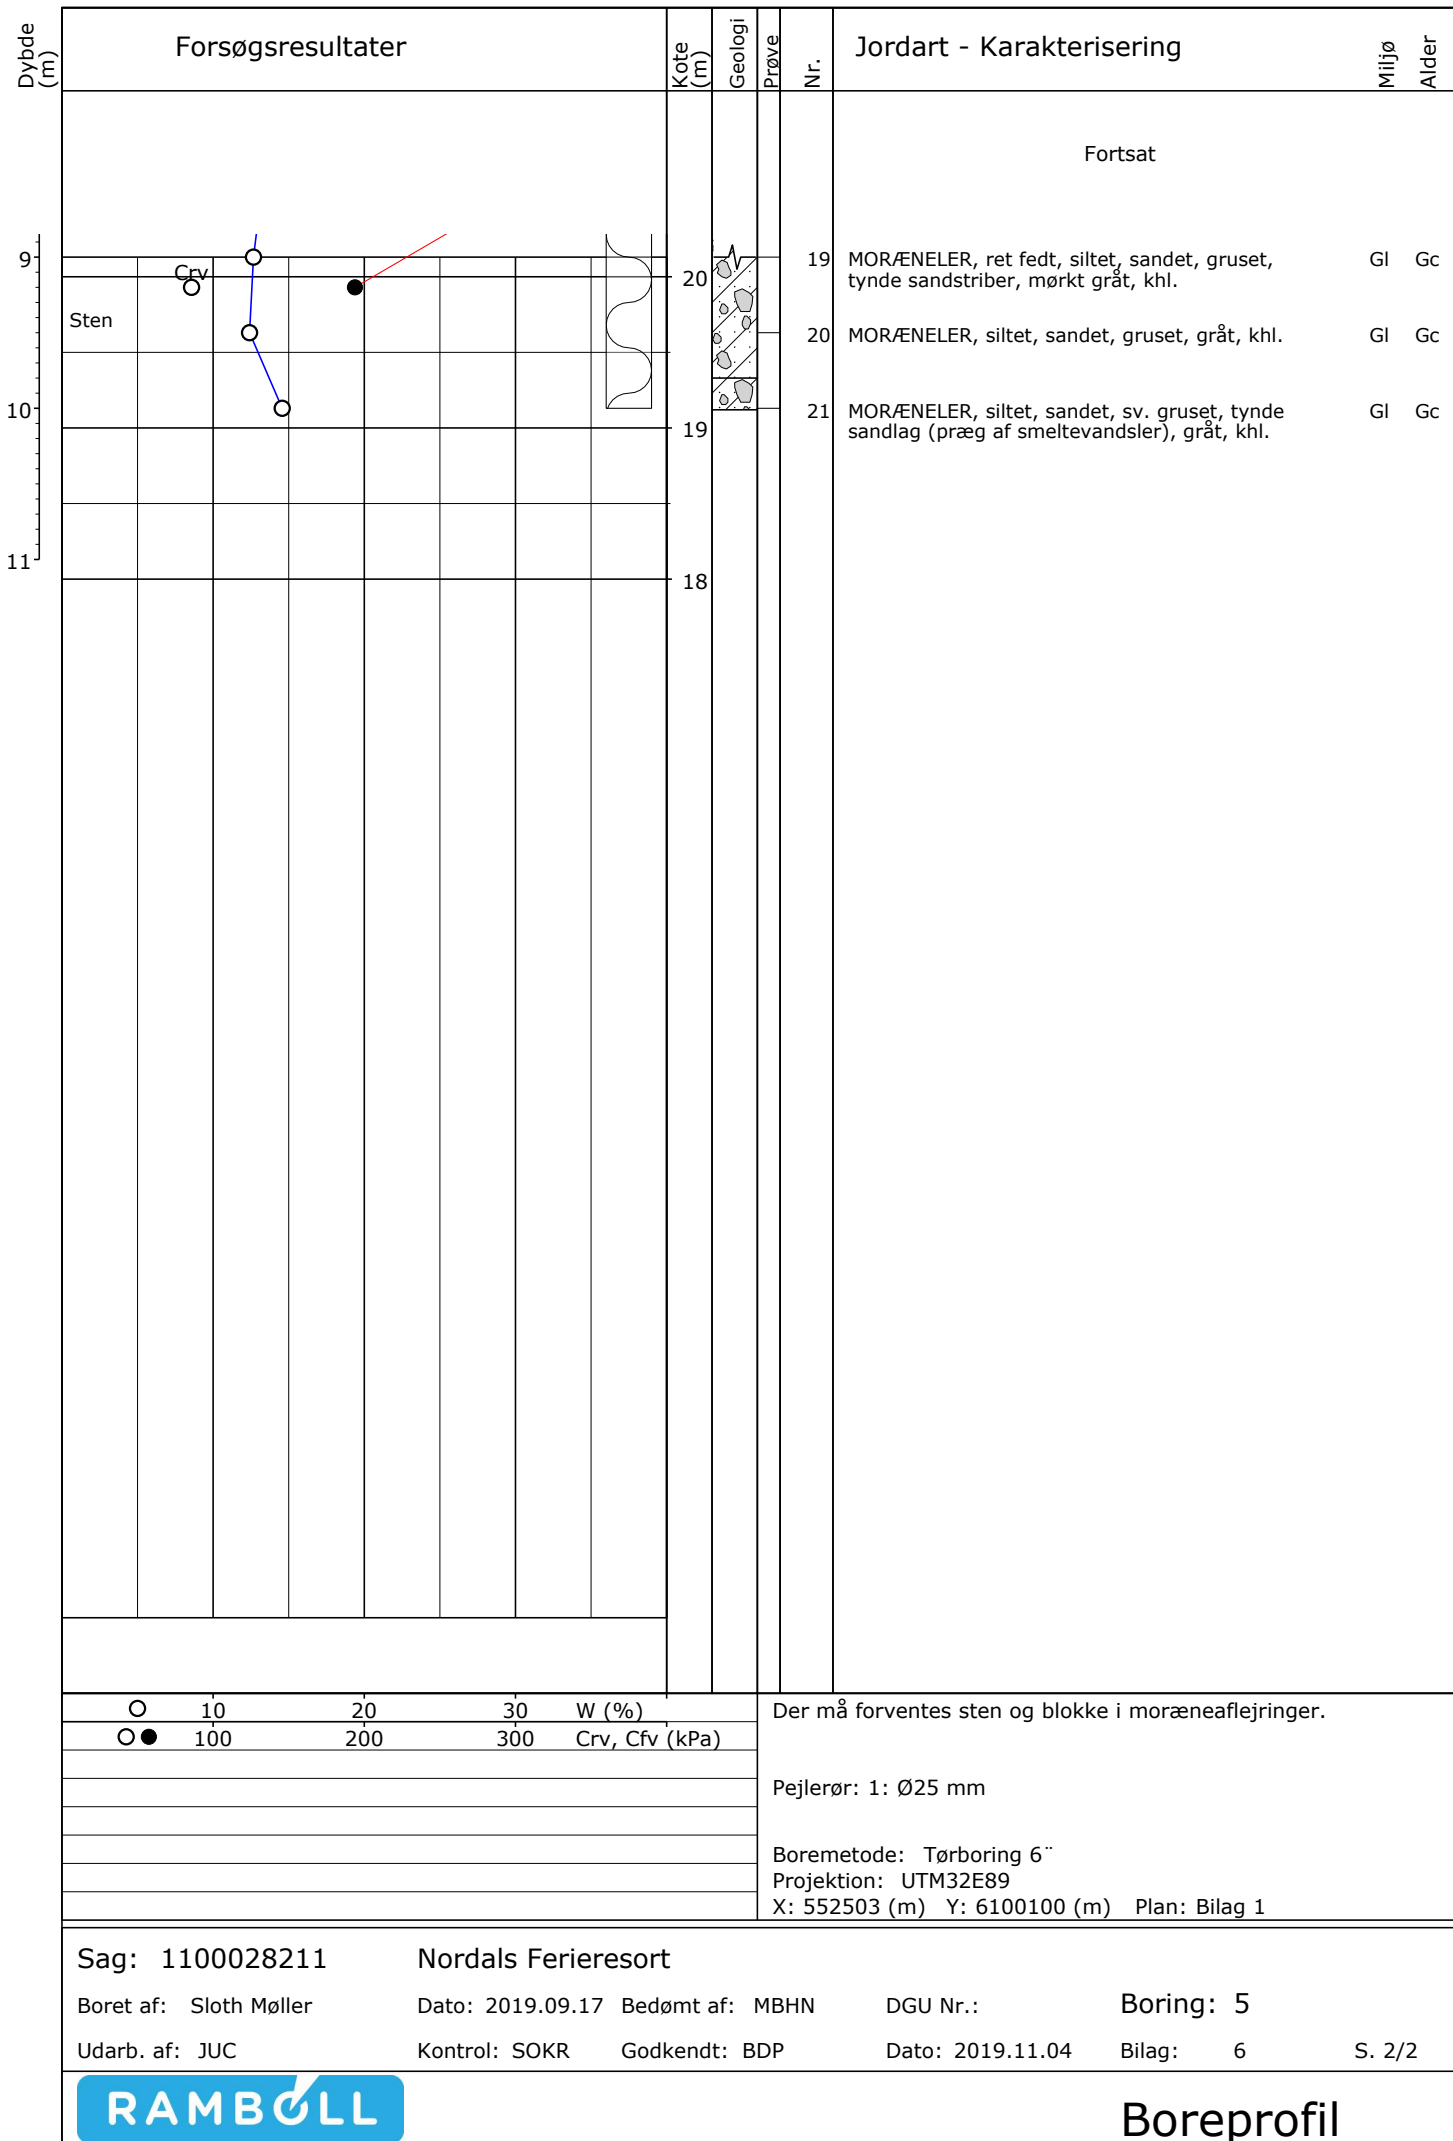 Dybde (m)
Forsøgsresultater
Kote (m)
Geologi
Prøve
Nr.
Jordart - Karakterisering
Miljø
Alder
Fortsat
9
Crv
Sten
10
11
20
19
18
19 MORÆNELER, ret fedt, siltet, sandet, gruset, Gl Gc
tynde sandstriber, mørkt gråt, khl.
20 MORÆNELER, siltet, sandet, gruset, gråt, khl. Gl Gc
21 MORÆNELER, siltet, sandet, sv. gruset, tynde Gl Gc
sandlag (præg af smeltevandsler), gråt, khl.
10 20 30 W (%)
100 200 300 Crv, Cfv (kPa)
Der må forventes sten og blokke i moræneaflejringer.
Pejlerør: 1: Ø25 mm
Boremetode: Tørboring 6¨
Projektion: UTM32E89
X: 552503 (m) Y: 6100100 (m) Plan: Bilag 1
Sag: 1100028211 Nordals Ferieresort
Boret af: Sloth Møller Dato: 2019.09.17 Bedømt af: MBHN DGU Nr.: Boring: 5
Udarb. af: JUC Kontrol: SOKR Godkendt: BDP Dato: 2019.11.04 Bilag: 6 S. 2/2
RAMBOLL
Boreprofil